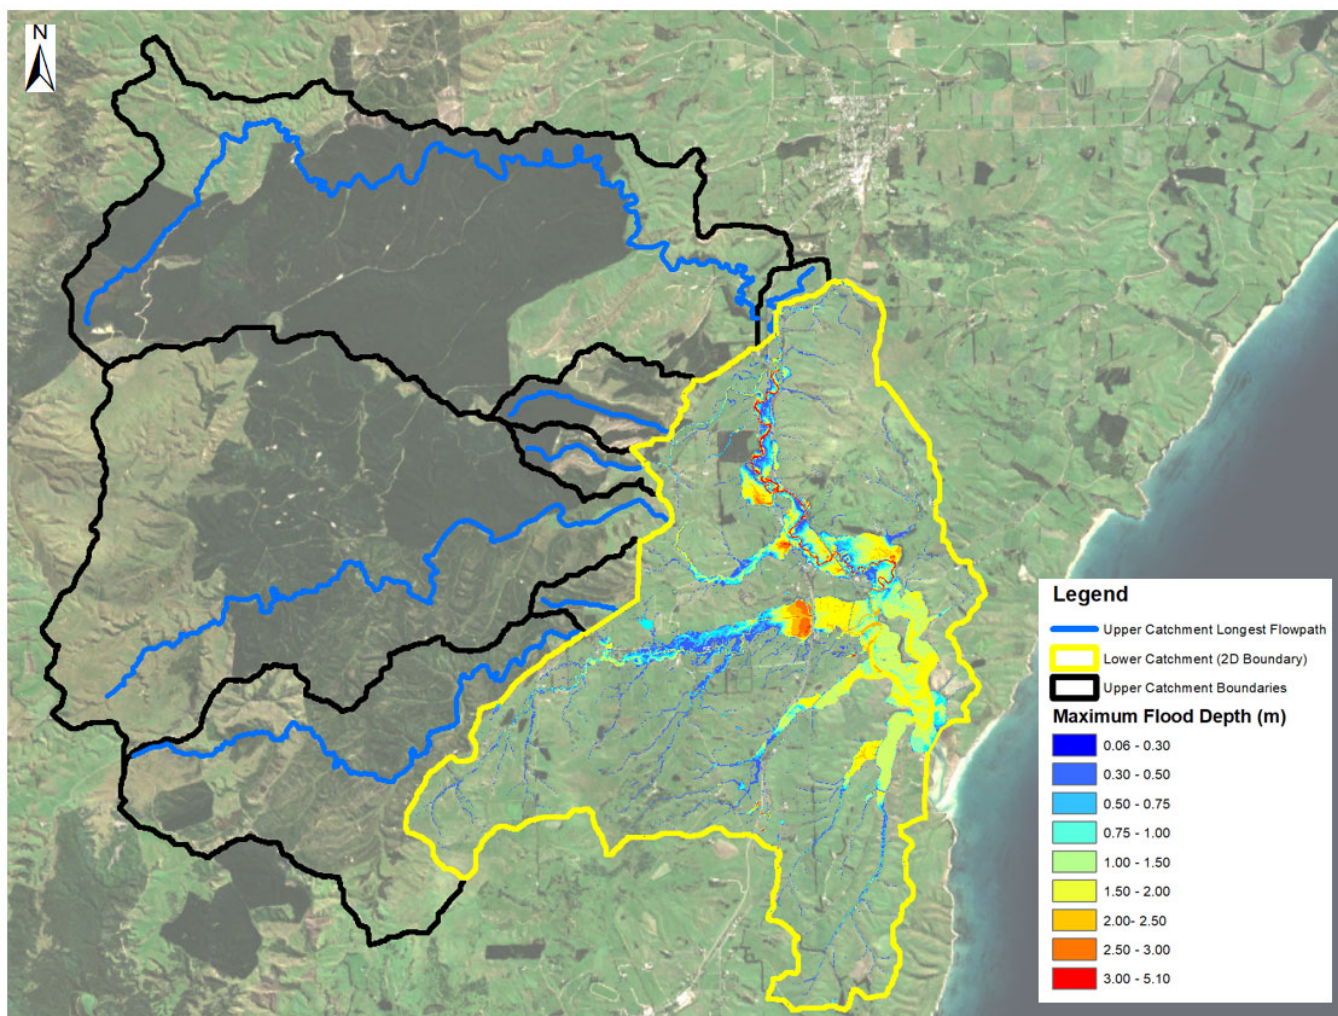 N
Legend
Upper Catchment Longest Flowpath
Lower Catchment (2D Boundary)
Upper Catchment Boundaries
Maximum Flood Depth (m)
0.06 - 0.30
0.30 - 0.50
0.50 - 0.75
0.75 - 1.00
1.00 - 1.50
1.50 - 2.00
2.00- 2.50
2.50 - 3.00
3.00 - 5.10